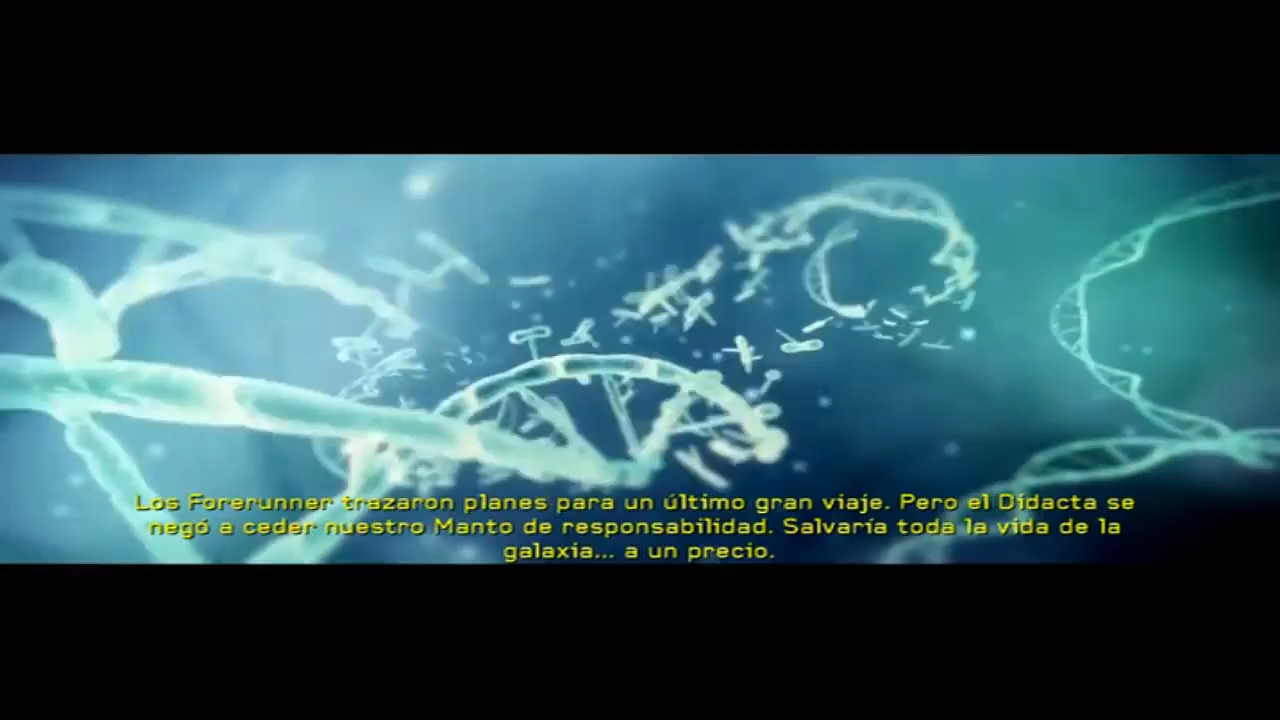 Los Forerunner trazaron planes para un último gran viaje. Pero el Didacta se
negó a ceder nuestro Manto de responsabilidad. Salvaría toda la vida de la
galaxia... a un precio.